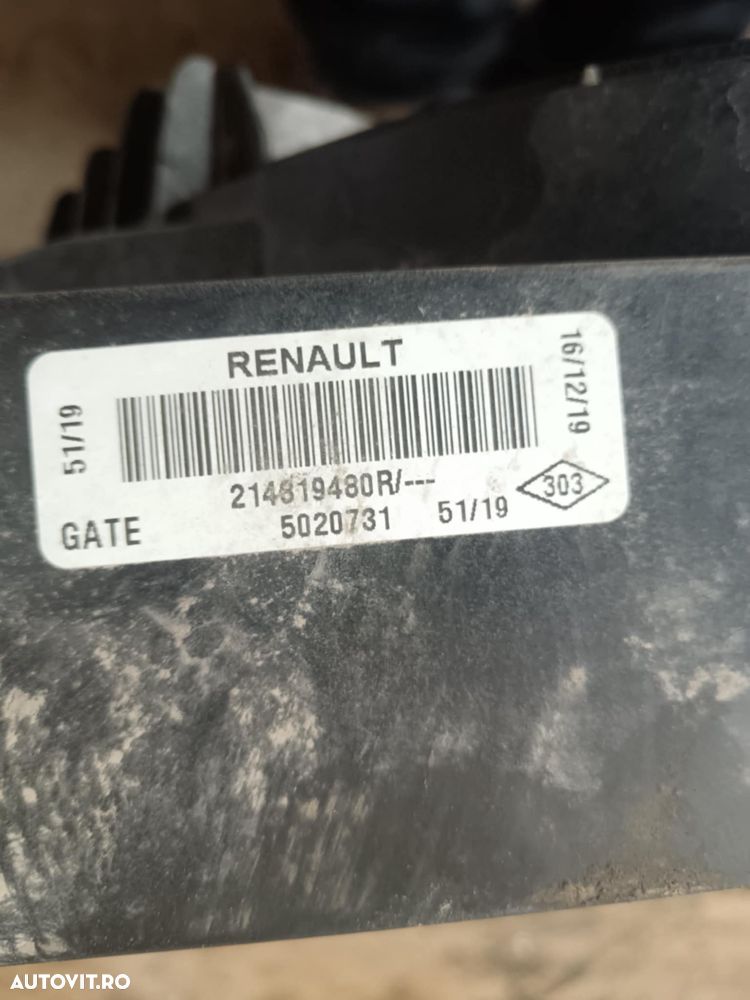 RENAULT
51/19
16/12/19
214819480R/---
303
GATE
5020731
51/19
AUTOVIT.RO